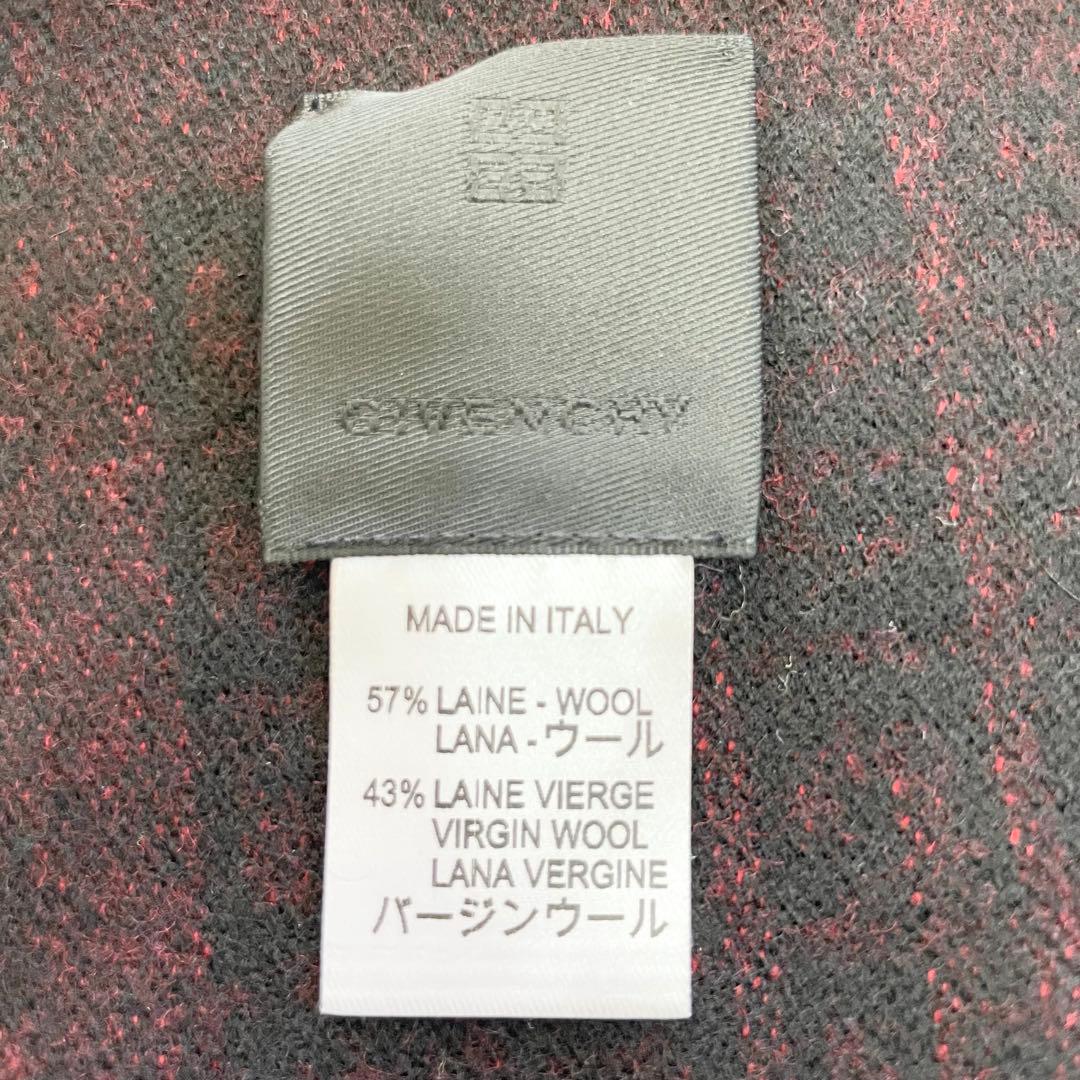 GIVENCHY
MADE IN ITALY
57% LAINE - WOOL
LANA - ウール
43% LAINE VIERGE
VIRGIN WOOL
LANA VERGINE
バージンウール